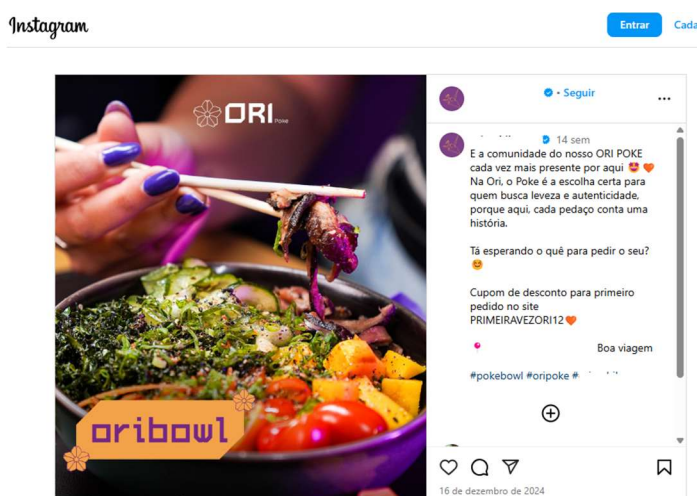 Instagram
Entrar
Cada
ORI
Poke
oribowl
• Seguir
14 sem
E a comunidade do nosso ORI POKE
cada vez mais presente por aqui 😍🧡
Na Ori, o Poke é a escolha certa para
quem busca leveza e autenticidade,
porque aqui, cada pedaço conta uma
história.
Tá esperando o quê para pedir o seu?
😊
Cupom de desconto para primeiro
pedido no site
PRIMEIRAVEZORI12🧡
📍 Boa viagem
#pokebowl #oripoke #
16 de dezembro de 2024